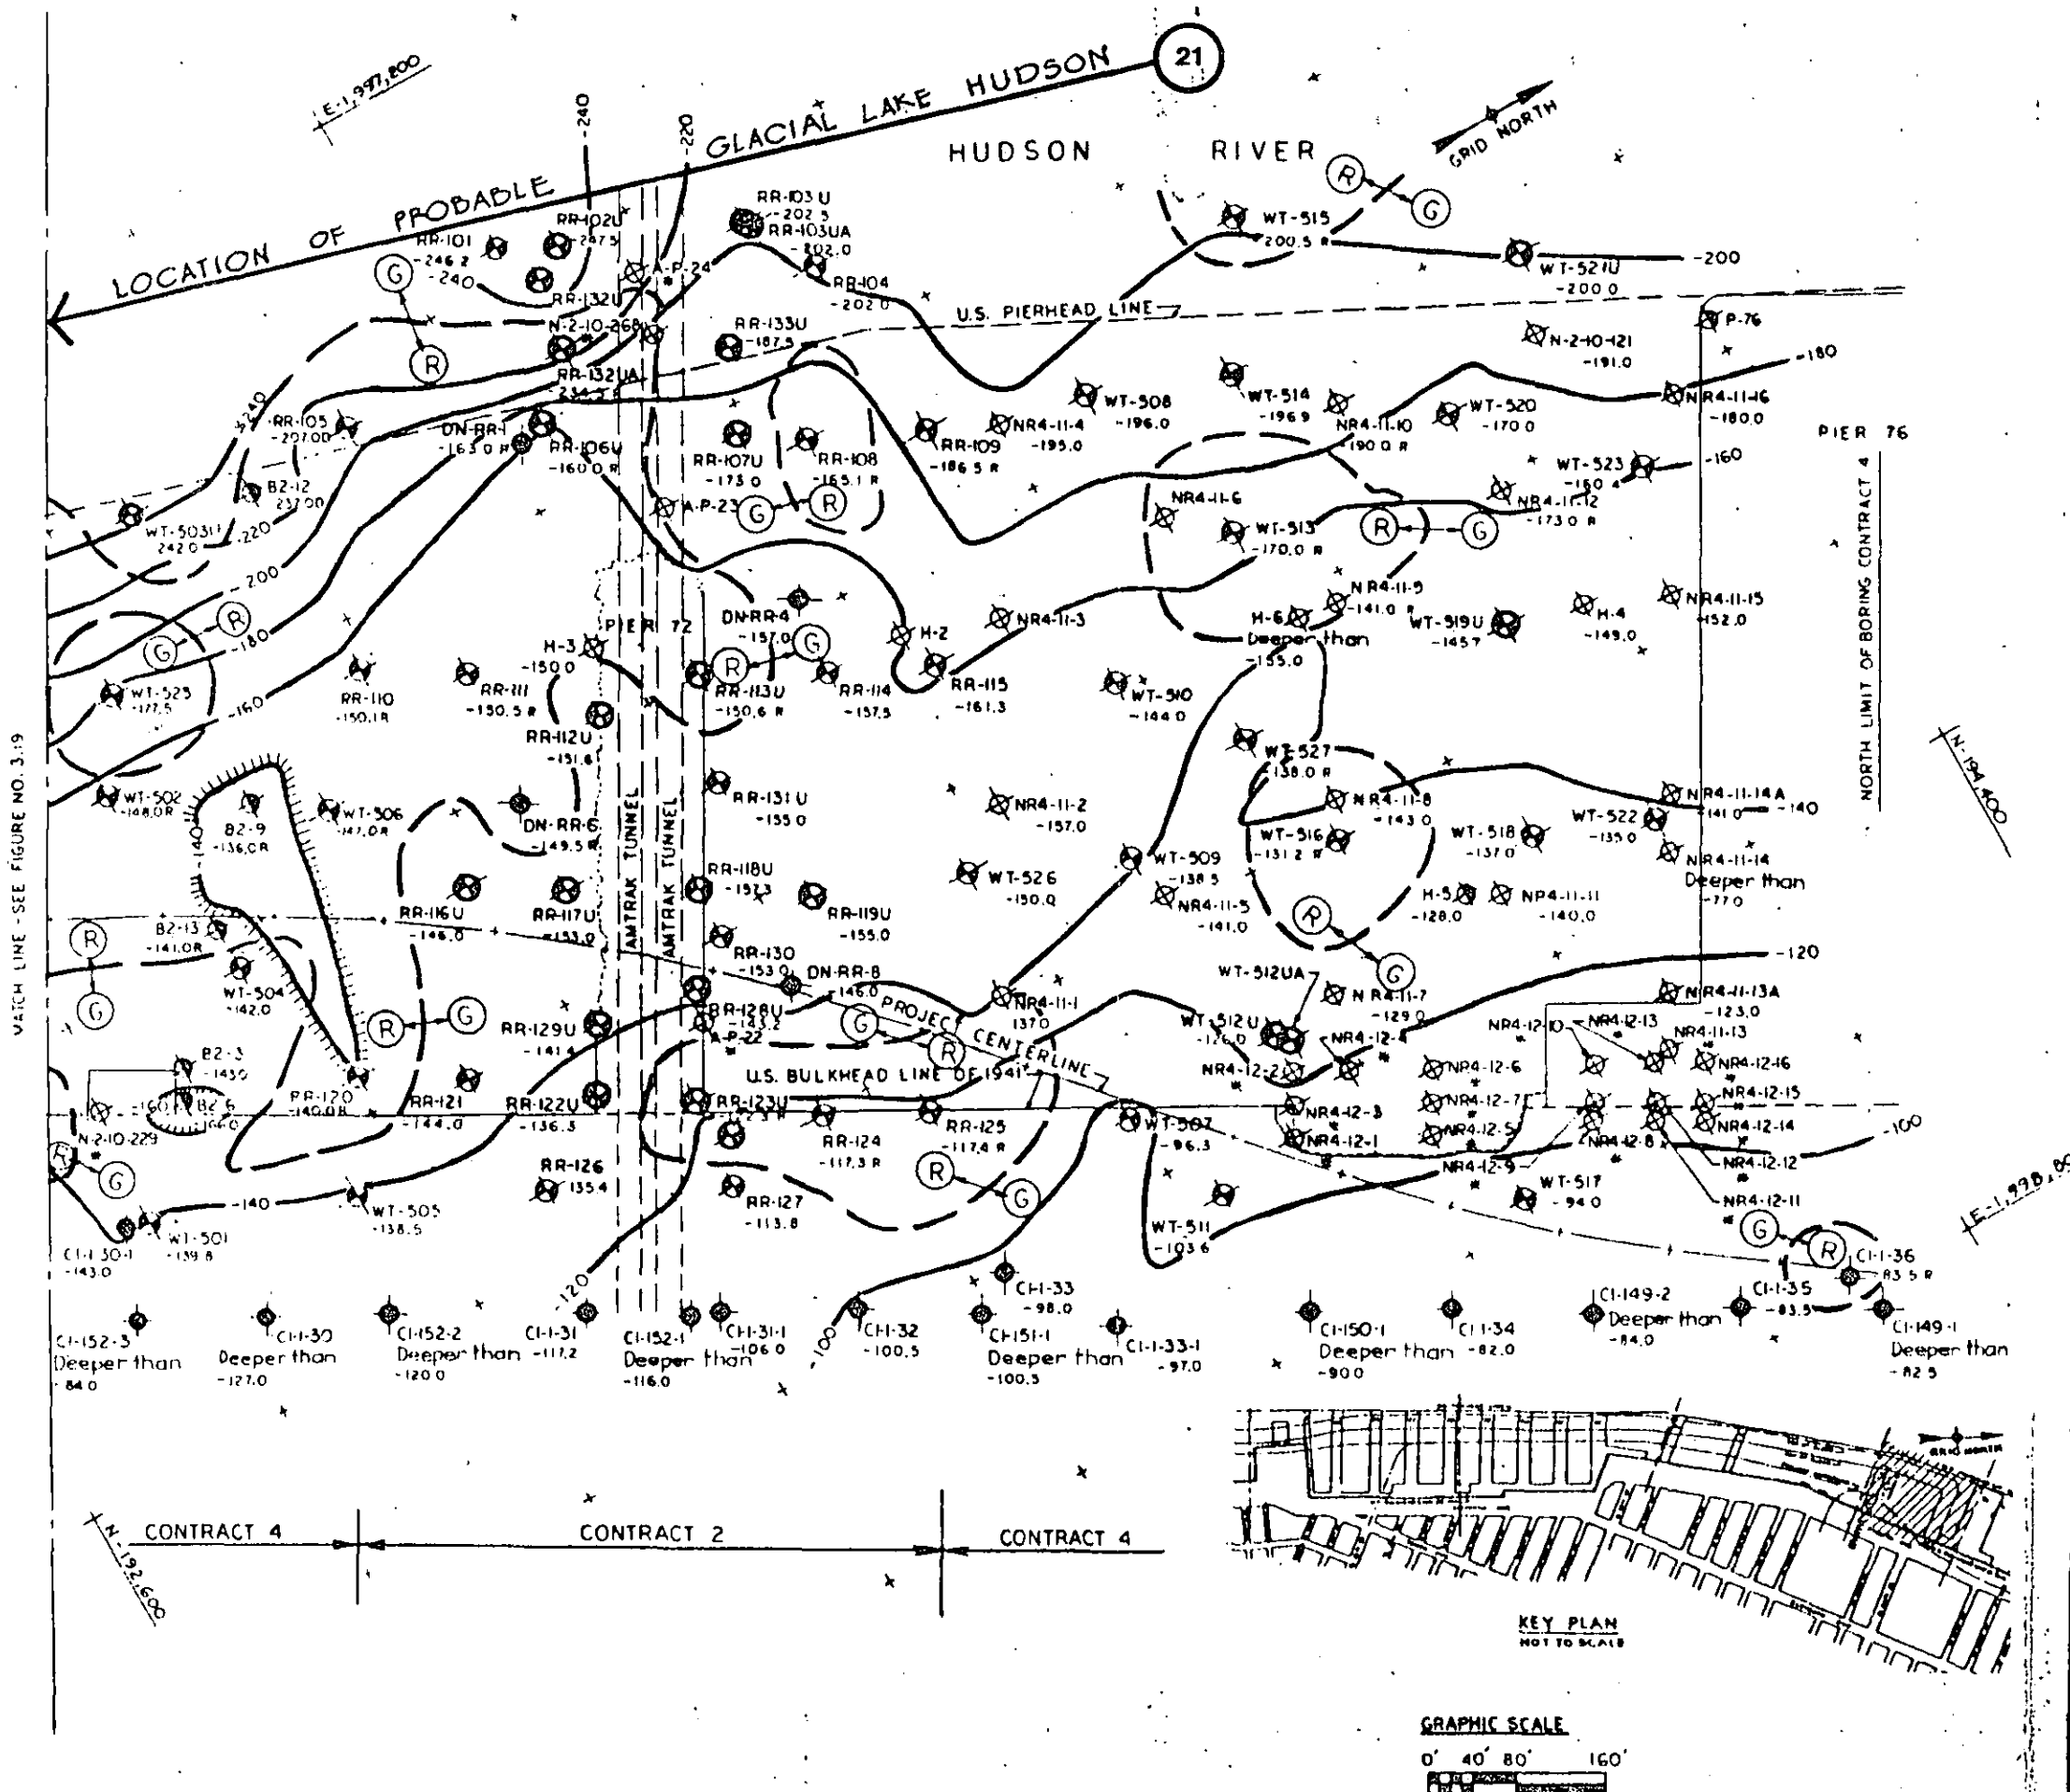 21
E-1,997,200
LOCATION OF PROBABLE GLACIAL LAKE HUDSON
HUDSON RIVER
GRID NORTH
-240
-220
R
G
RR-103U
-202.5
RR-103UA
-202.0
RR-102U
-247.5
RR-101
-246.2
-240
G
WT-515
200.5 R
WT-521U
-200.0
-200
A-P-24
*
RR-104
-202.0
RR-132U
N-2-10-268
U.S. PIERHEAD LINE
P-76
RR-133U
-187.5
N-2-10-121
-191.0
-180
R
RR-132UA
234.5 R
-240
RR-105
-207.0D
DN-RR-1
-163.0 R
RR-106U
-160.0 R
RR-107U
-173.0
RR-108
-165.1 R
RR-109
-186.5 R
NR4-11-4
-195.0
WT-508
-196.0
WT-514
-196.9
NR4-11-10
-190.0 R
WT-520
-170.0
NR4-11-16
-180.0
PIER 76
WT-523
-160.4
-160
B2-12
237.0D
WT-503U
242.0
-220
A-P-23
G
R
NR4-11-6
WT-513
-170.0 R
R
G
NR4-11-12
-173.0 R
NORTH LIMIT OF BORING CONTRACT 4
-200
R
G
-180
PIER 72
DN-RR-4
-157.0
G
R
H-3
-150.0
H-2
NR4-11-3
NR4-11-9
-141.0 R
H-6
Deeper than
-155.0
WT-519U
-145.7
H-4
-149.0
NR4-11-15
-152.0
WT-525
-177.5
RR-110
-150.1R
RR-111
-150.5 R
RR-113U
-150.6 R
RR-114
-157.5
RR-115
-161.3
WT-510
-144.0
-160
RR-112U
-151.8
WT-527
-138.0 R
N-194,400
MATCH LINE - SEE FIGURE NO. 3.19
WT-502
-148.0R
-140
B2-9
-136.0R
WT-506
-147.0R
DN-RR-6
-149.5 R
RR-131U
-155.0
NR4-11-2
-157.0
NR4-11-8
-143.0
NR4-11-14A
-141.0
-140
WT-516
-131.2 R
WT-518
-137.0
WT-522
-135.0
NR4-11-14
Deeper than
-77.0
AMTRAK TUNNEL
AMTRAK TUNNEL
RR-118U
-157.3
RR-116U
-146.0
RR-117U
-153.0
RR-119U
-155.0
WT-526
-150.0
WT-509
-138.5
NR4-11-5
-141.0
H-5
-128.0
NR4-11-11
-140.0
R
G
B2-13
-141.0R
WT-504
-142.0
RR-130
-153.0
DN-RR-8
-146.0
PROJECT CENTERLINE
NR4-11-1
137.0
WT-512UA
R
G
-120
NR4-11-7
-129.0
NR4-11-13A
-123.0
R
G
RR-129U
-141.4
RR-128U
-143.2
A-P-22
*
G
R
WT-512U
-126.0
NR4-12-4
*
NR4-12-10
NR4-12-13
*
NR4-11-13
B2-3
-143.0
U.S. BULKHEAD LINE OF 1941
NR4-12-2
*
NR4-12-6
*
NR4-12-16
*
-160
B2-6
-166.0
RR-120
-140.0R
RR-121
-144.0
RR-122U
-136.3
RR-123U
RR-124
-117.3 R
RR-125
-117.4 R
WT-507
-96.3
NR4-12-3
*
NR4-12-7
*
NR4-12-15
*
NR4-12-1
*
NR4-12-5
*
NR4-12-8
*
NR4-12-14
*
-100
N-2-10-229
*
R
G
NR4-12-9
*
NR4-12-12
*
NR4-12-11
*
RR-126
135.4
RR-127
-113.8
R
G
WT-511
-103.6
WT-517
-94.0
-140
WT-505
-138.5
WT-501
-139.8
C1-1-30-1
-143.0
G
R
C1-1-36
83.5 R
-120
-100
C1-1-33
-98.0
C1-152-3
Deeper than
-84.0
C1-1-30
Deeper than
-127.0
C1-152-2
Deeper than
-120.0
C1-1-31
-117.2
C1-152-1
Deeper than
-116.0
C1-1-31-1
-106.0
C1-1-32
-100.5
C1-151-1
Deeper than
-100.5
C1-1-33-1
-97.0
C1-150-1
Deeper than
-90.0
C1-1-34
-82.0
C1-149-2
Deeper than
-84.0
C1-1-35
-83.5
C1-149-1
Deeper than
-82.5
N-192,600
CONTRACT 4
CONTRACT 2
CONTRACT 4
GRID NORTH
KEY PLAN
NOT TO SCALE
GRAPHIC SCALE
0' 40' 80' 160'